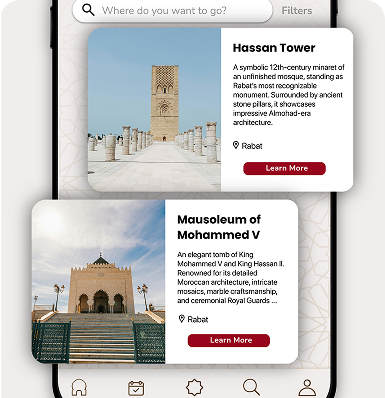 Where do you want to go?
Filters
Hassan Tower
A symbolic 12th-century minaret of
an unfinished mosque, standing as
Rabat's most recognizable
monument. Surrounded by ancient
stone pillars, it showcases
impressive Almohad-era
architecture.
Rabat
Learn More
Mausoleum of
Mohammed V
An elegant tomb of King
Mohammed V and King Hassan II.
Renowned for its detailed
Moroccan architecture, intricate
mosaics, marble craftsmanship,
and ceremonial Royal Guards ...
Rabat
Learn More